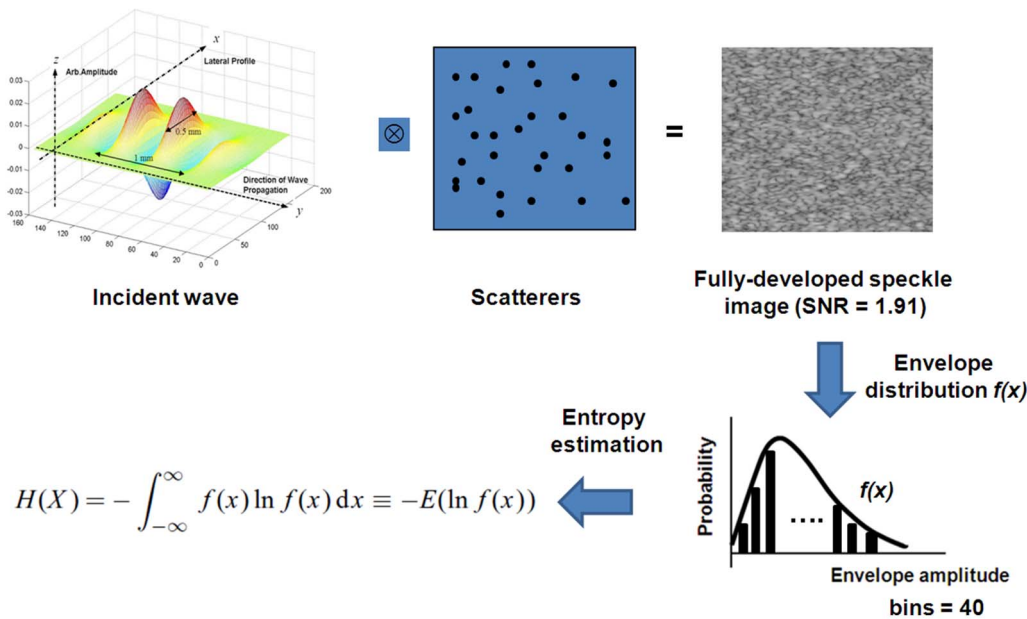 z
x
Arb.Amplitude
Lateral Profile
0.03
0.02
0.01
0
-0.01
-0.02
-0.03
0.5 mm
1 mm
Direction of Wave
Propagation
y
160
140
120
100
80
60
40
20
0
0
50
100
200
⊗
=
Incident wave
Scatterers
Fully-developed speckle
image (SNR = 1.91)
Envelope
distribution f(x)
Entropy
estimation
H(X) = − ∫_{−∞}^{∞} f(x) ln f(x) dx ≡ −E(ln f(x))
Probability
f(x)
....
Envelope amplitude
bins = 40